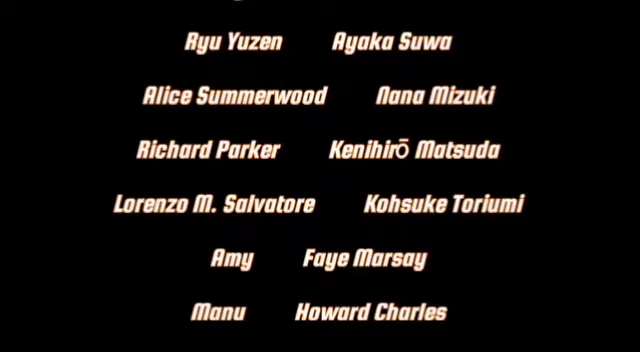 Ryu Yuzen Ayaka Suwa
Alice Summerwood Nana Mizuki
Richard Parker Kenihirō Matsuda
Lorenzo M. Salvatore Kohsuke Toriumi
Amy Faye Marsay
Manu Howard Charles